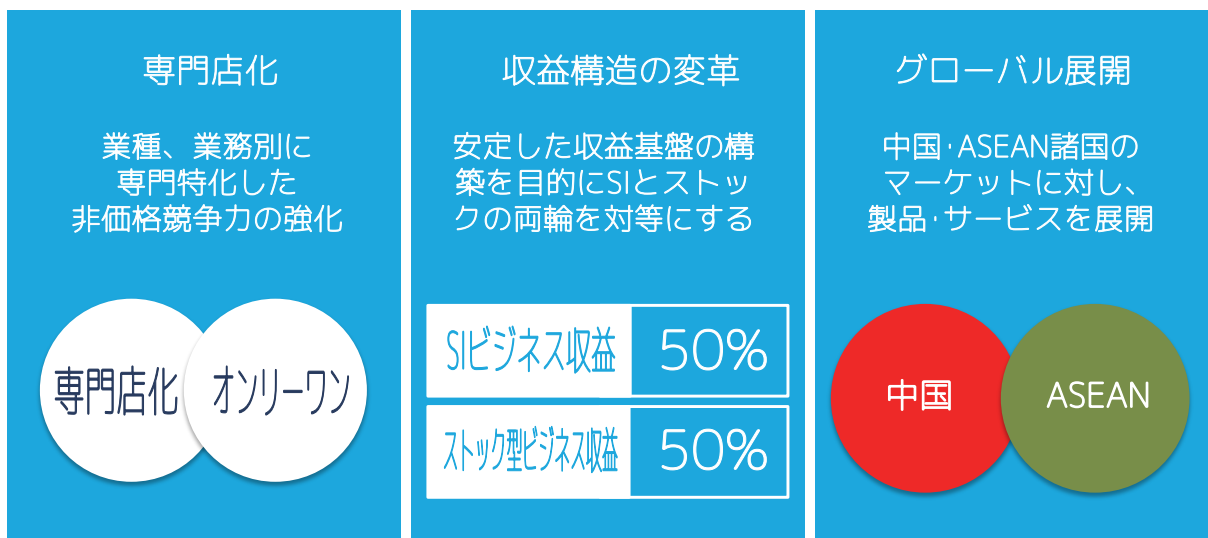 専門店化
業種、業務別に
専門特化した
非価格競争力の強化
専門店化
オンリーワン
収益構造の変革
安定した収益基盤の構
築を目的にSIとストッ
クの両輪を対等にする
SIビジネス収益
50%
ストック型ビジネス収益
50%
グローバル展開
中国・ASEAN諸国の
マーケットに対し、
製品・サービスを展開
中国
ASEAN